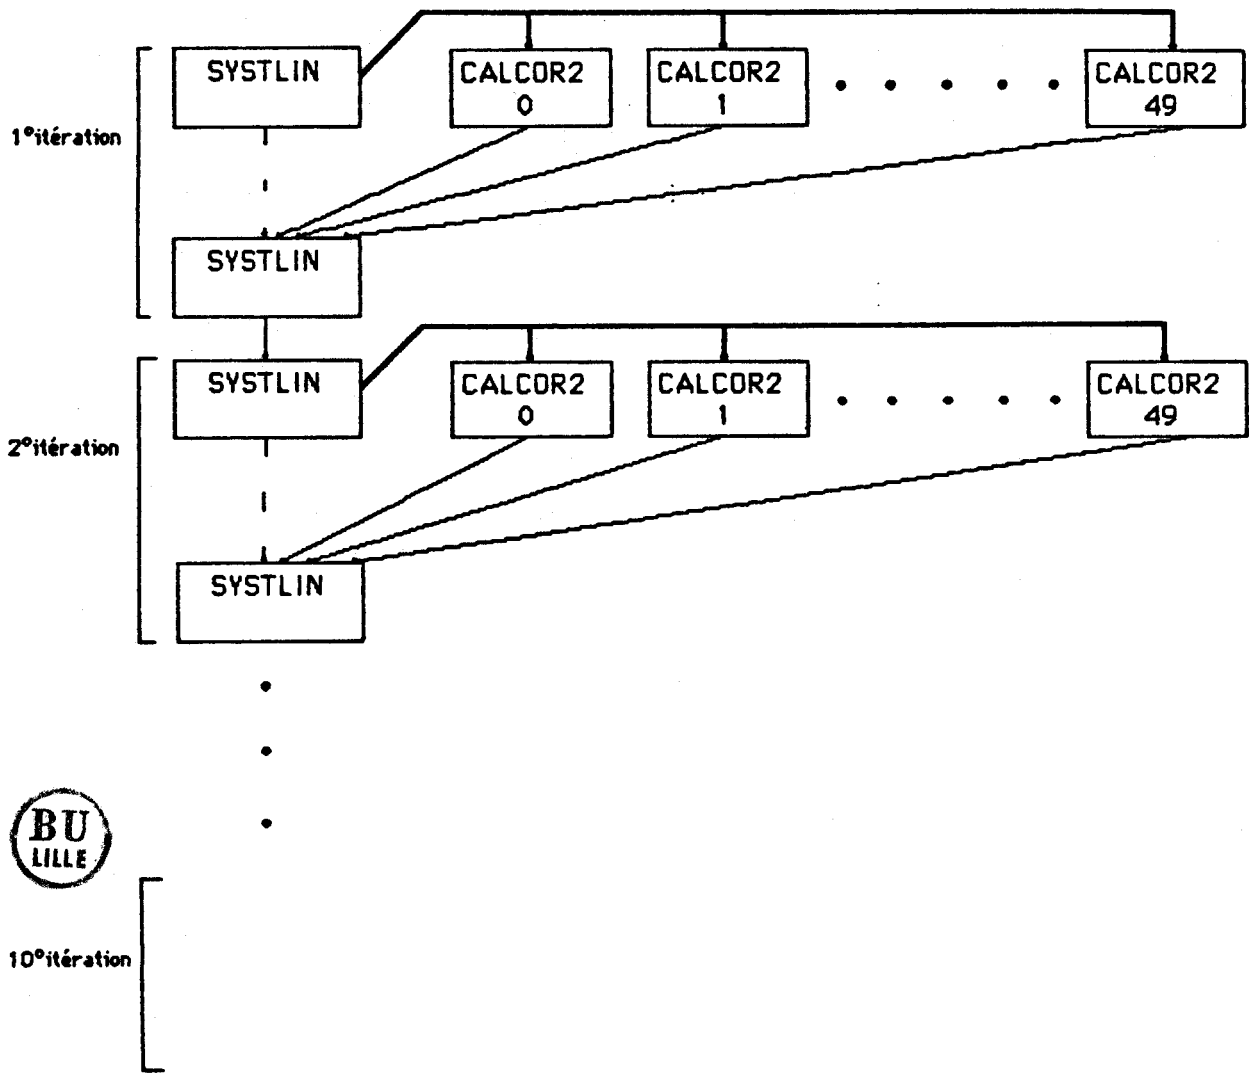 SYSTLIN
CALCOR2
0
CALCOR2
1
CALCOR2
49
1°itération
SYSTLIN
SYSTLIN
CALCOR2
0
CALCOR2
1
CALCOR2
49
2°itération
SYSTLIN
BU
LILLE
10°itération